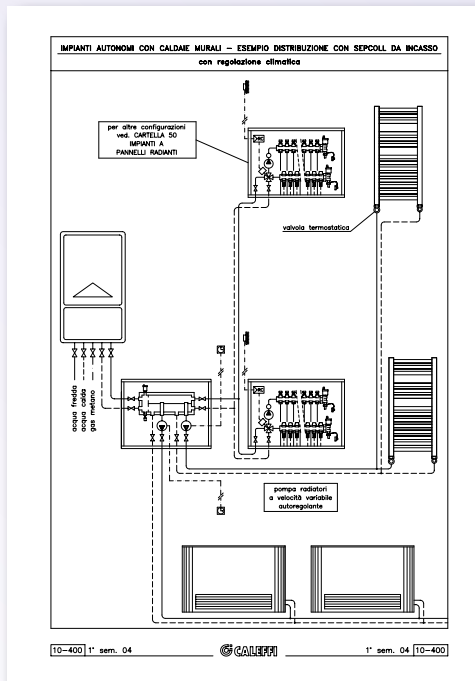 IMPIANTI AUTONOMI CON CALDAIE MURALI – ESEMPIO DISTRIBUZIONE CON SEPCOLL DA INCASSO
con regolazione climatica
per altre configurazioni
ved. CARTELLA 50
IMPIANTI A
PANNELLI RADIANTI
valvola termostatica
acqua fredda
acqua calda
gas metano
pompa radiatori
a velocità variabile
autoregolante
10-400 1° sem. 04
CALEFFI
1° sem. 04 10-400